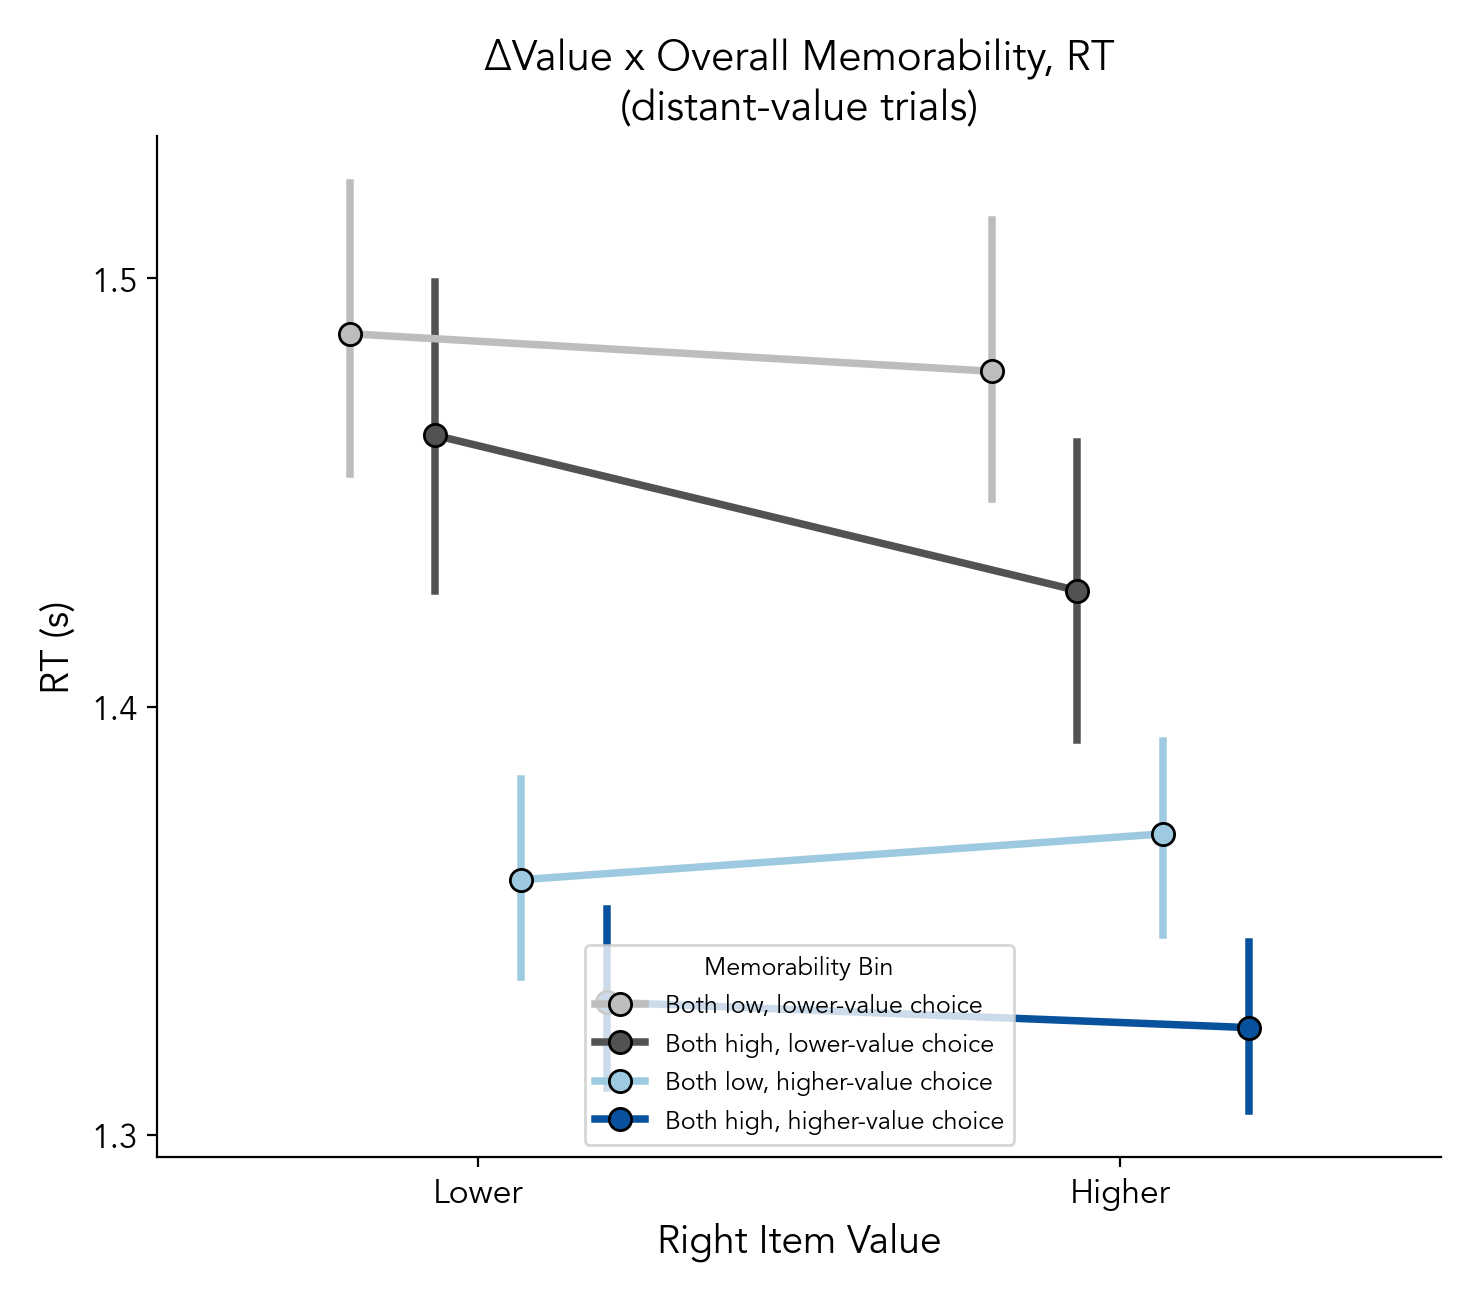 ΔValue x Overall Memorability, RT
(distant-value trials)
RT (s)
1.5
1.4
1.3
Memorability Bin
Both low, lower-value choice
Both high, lower-value choice
Both low, higher-value choice
Both high, higher-value choice
Lower
Higher
Right Item Value